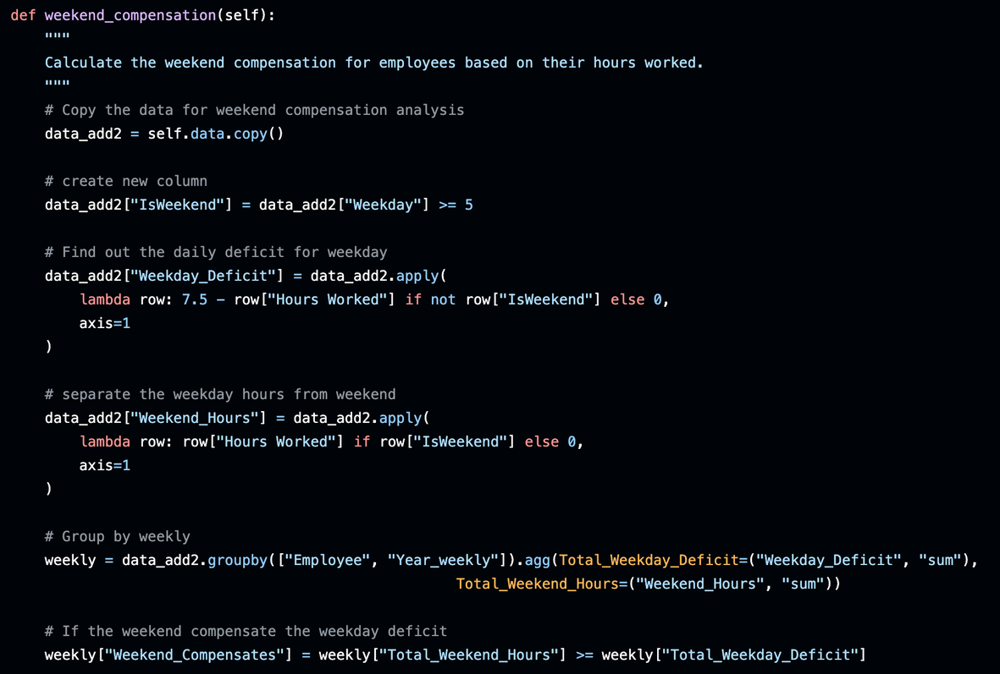 def weekend_compensation(self):
    """
    Calculate the weekend compensation for employees based on their hours worked.
    """
    # Copy the data for weekend compensation analysis
    data_add2 = self.data.copy()

    # create new column
    data_add2["IsWeekend"] = data_add2["Weekday"] >= 5

    # Find out the daily deficit for weekday
    data_add2["Weekday_Deficit"] = data_add2.apply(
        lambda row: 7.5 - row["Hours Worked"] if not row["IsWeekend"] else 0,
        axis=1
    )

    # separate the weekday hours from weekend
    data_add2["Weekend_Hours"] = data_add2.apply(
        lambda row: row["Hours Worked"] if row["IsWeekend"] else 0,
        axis=1
    )

    # Group by weekly
    weekly = data_add2.groupby(["Employee", "Year_weekly"]).agg(Total_Weekday_Deficit=("Weekday_Deficit", "sum"),
                                                    Total_Weekend_Hours=("Weekend_Hours", "sum"))

    # If the weekend compensate the weekday deficit
    weekly["Weekend_Compensates"] = weekly["Total_Weekend_Hours"] >= weekly["Total_Weekday_Deficit"]